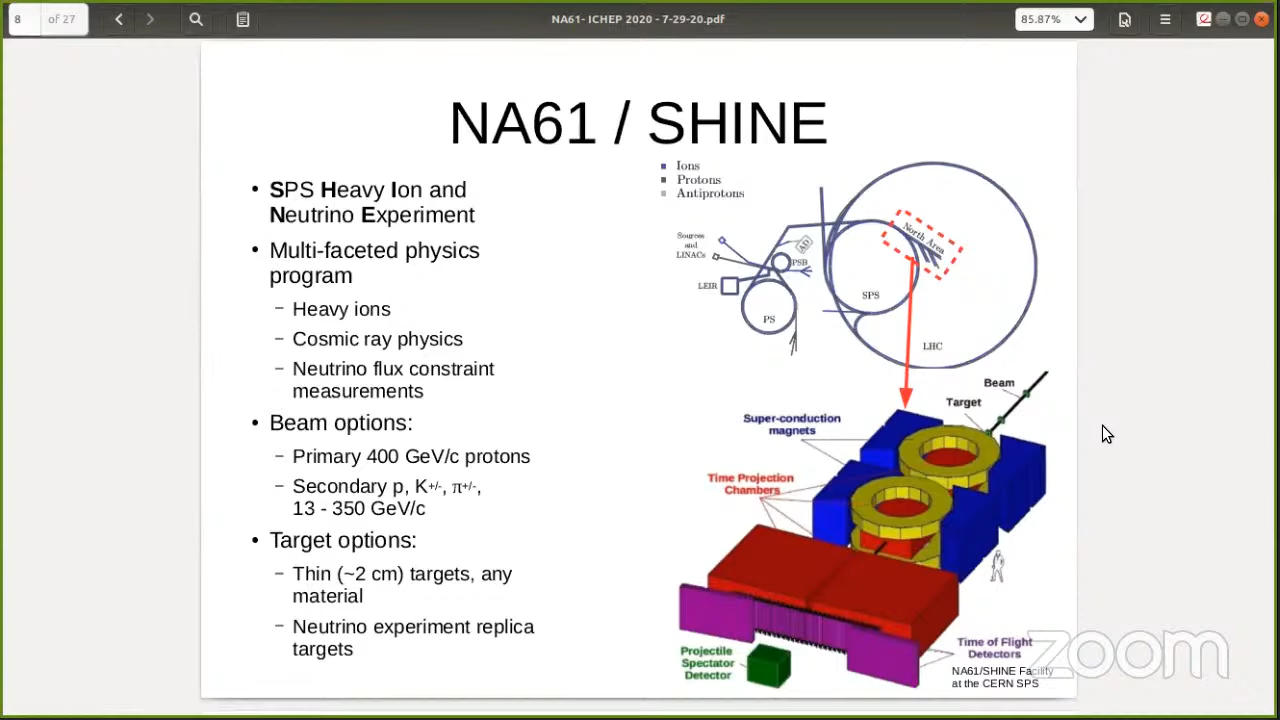 8
of 27
NA61- ICHEP 2020 - 7-29-20.pdf
85.87%
NA61 / SHINE
• SPS Heavy Ion and
Neutrino Experiment
• Multi-faceted physics
program
– Heavy ions
– Cosmic ray physics
– Neutrino flux constraint
measurements
• Beam options:
– Primary 400 GeV/c protons
– Secondary p, K+/-, π+/-,
13 - 350 GeV/c
• Target options:
– Thin (~2 cm) targets, any
material
– Neutrino experiment replica
targets
Ions
Protons
Antiprotons
Sources
and
LINACs
AD
PSB
LEIR
PS
North Area
SPS
LHC
Beam
Target
Super-conduction
magnets
Time Projection
Chambers
Projectile
Spectator
Detector
Time of Flight
Detectors
NA61/SHINE Facility
at the CERN SPS
zoom